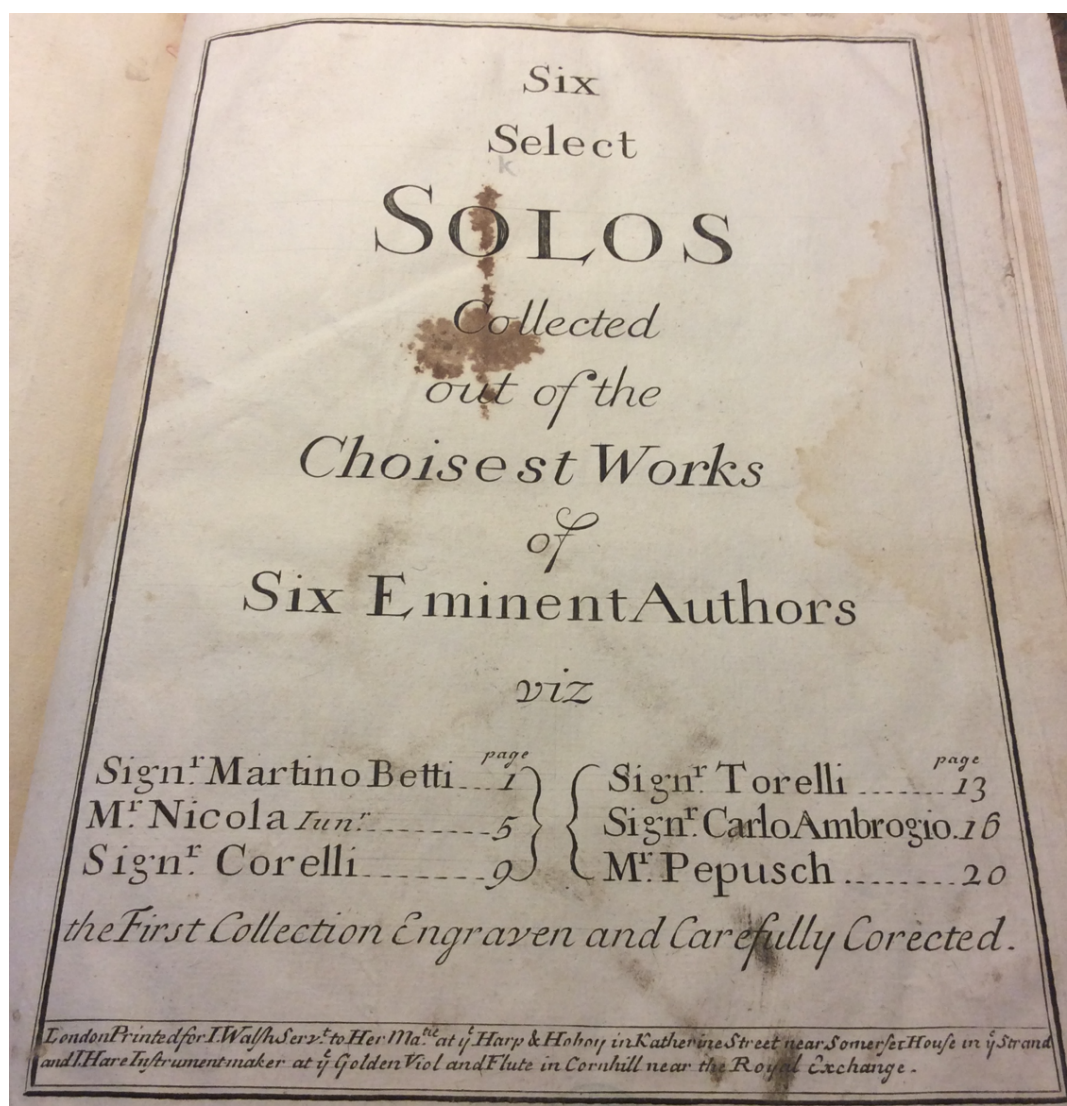 Six
Select
SOLOS
Collected
out of the
Choisest Works
of
Six Eminent Authors
viz
page
Signr. Martino Betti...1
Mr. Nicola Iunr.........5
Signr. Corelli.........9
page
Signr. Torelli.......13
Signr. Carlo Ambrogio.16
Mr. Pepusch.........20
the First Collection Engraven and Carefully Corected.
London Printed for I. Walſh Servt. to Her Matie. at ye Harp & Hoboy in Katherine Street near Somerſet House in ye Strand
and I. Hare Inſtrument maker at ye Golden Viol and Flute in Cornhill near the Royal Exchange.